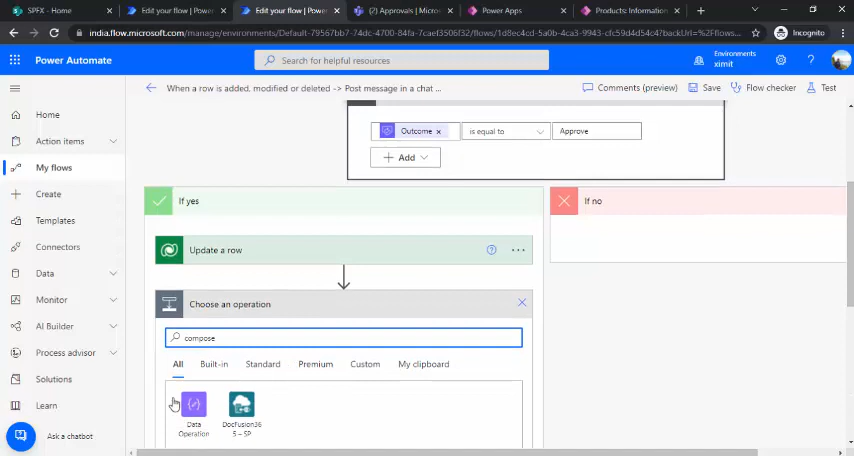 SPFX - Home
Edit your flow | Power
Edit your flow | Power
(2) Approvals | Micros
Power Apps
Products: Information
india.flow.microsoft.com/manage/environments/Default-79567bb7-74dc-4700-84fa-7caef3506f32/flows/1d8ec4cd-5a0b-4ca3-9943-cfc59d4d54c4?backUrl=%2Fflows...
Incognito
Power Automate
Search for helpful resources
Environments
ximit
When a row is added, modified or deleted -> Post message in a chat ...
Comments (preview)
Save
Flow checker
Test
Home
Action items
My flows
Create
Templates
Connectors
Data
Monitor
AI Builder
Process advisor
Solutions
Learn
Ask a chatbot
Outcome
is equal to
Approve
Add
If yes
If no
Update a row
Choose an operation
compose
All
Built-in
Standard
Premium
Custom
My clipboard
Data
Operation
DocFusion36
5 – SP